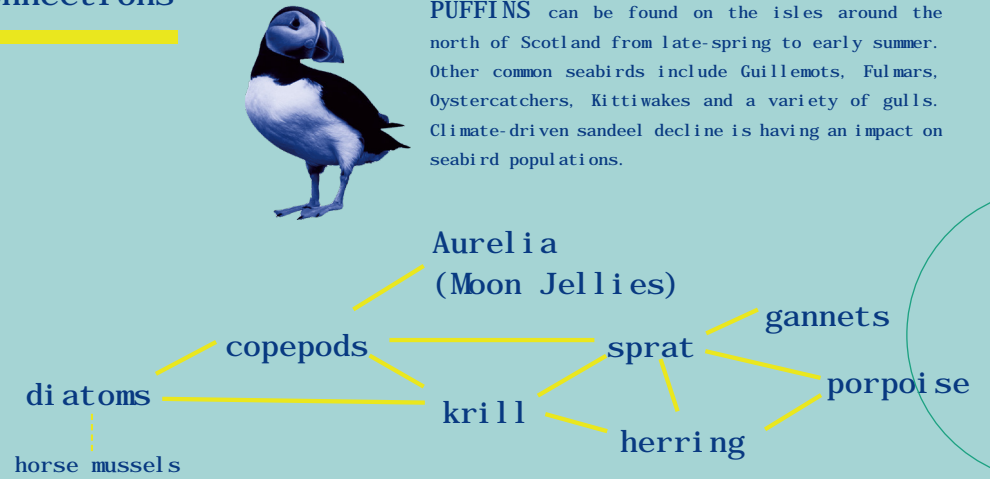 PUFFINS can be found on the isles around the
north of Scotland from late-spring to early summer.
Other common seabirds include Guillemots, Fulmars,
Oystercatchers, Kittiwakes and a variety of gulls.
Climate-driven sandeel decline is having an impact on
seabird populations.
Aurelia
(Moon Jellies)
gannets
copepods
sprat
porpoise
diatoms
krill
herring
horse mussels